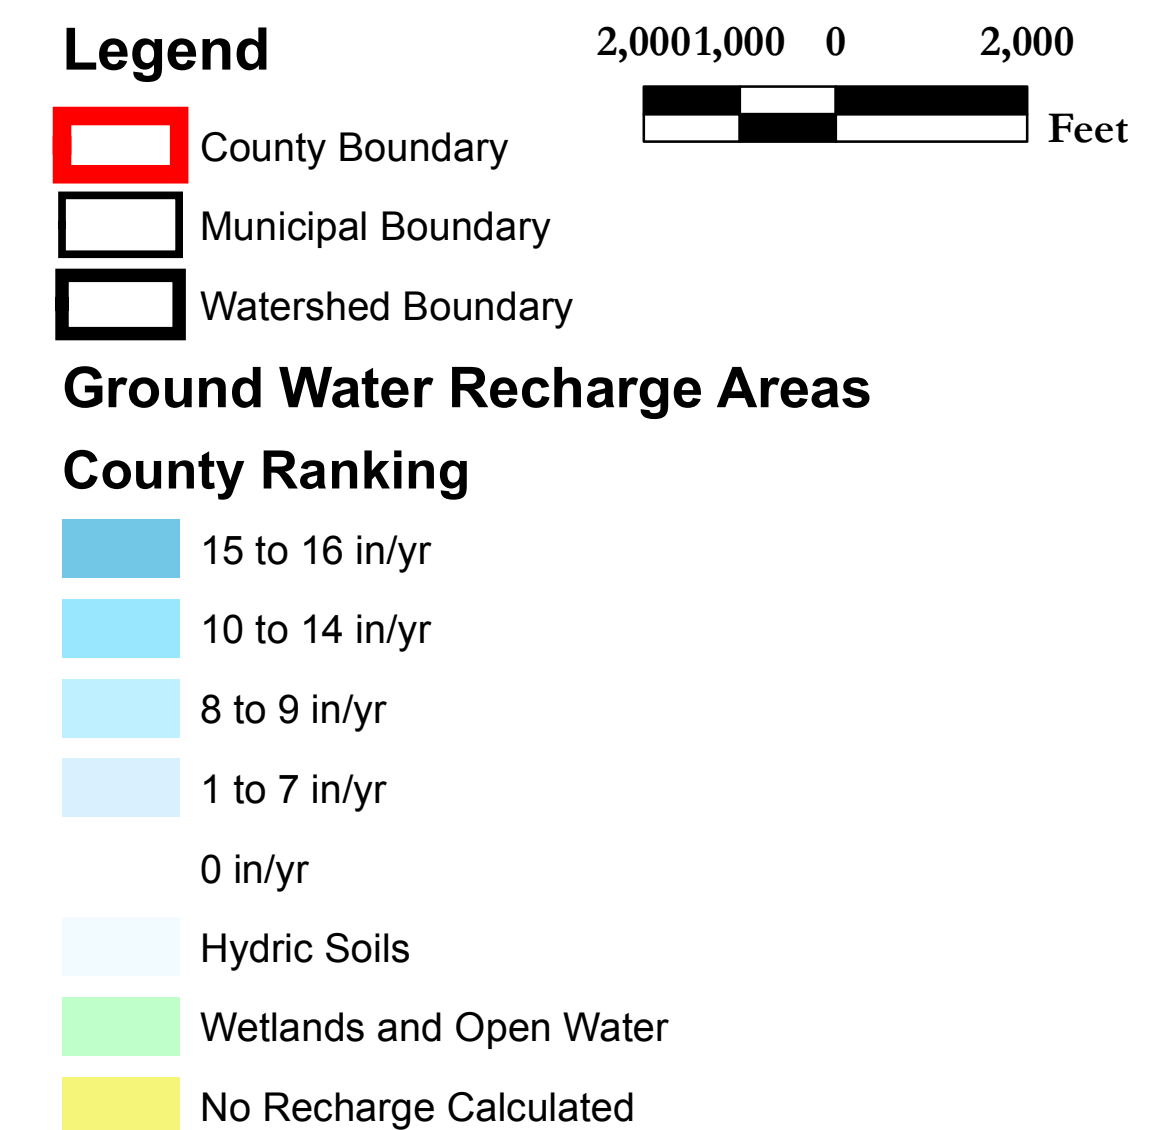 Legend
2,000 1,000 0 2,000
Feet
County Boundary
Municipal Boundary
Watershed Boundary
Ground Water Recharge Areas
County Ranking
15 to 16 in/yr
10 to 14 in/yr
8 to 9 in/yr
1 to 7 in/yr
0 in/yr
Hydric Soils
Wetlands and Open Water
No Recharge Calculated